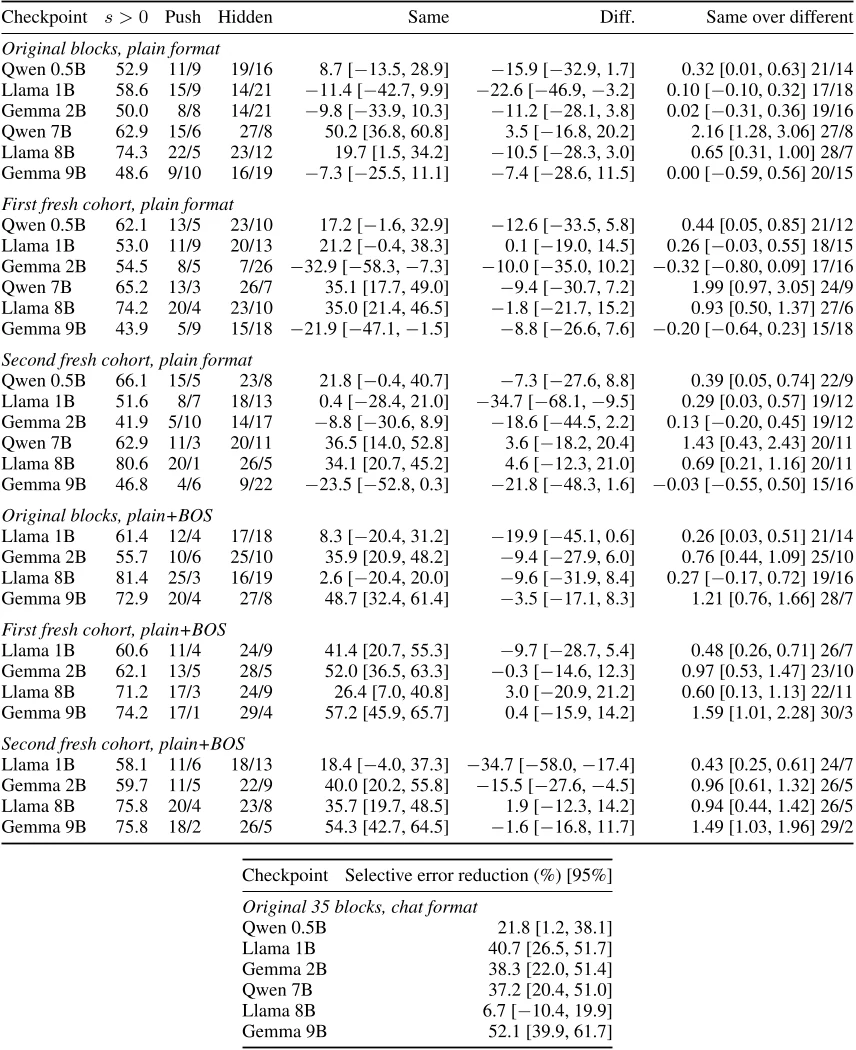 Checkpoint s > 0 Push Hidden Same Diff. Same over different
Original blocks, plain format
Qwen 0.5B 52.9 11/9 19/16 8.7 [−13.5, 28.9] −15.9 [−32.9, 1.7] 0.32 [0.01, 0.63] 21/14
Llama 1B 58.6 15/9 14/21 −11.4 [−42.7, 9.9] −22.6 [−46.9, −3.2] 0.10 [−0.10, 0.32] 17/18
Gemma 2B 50.0 8/8 14/21 −9.8 [−33.9, 10.3] −11.2 [−28.1, 3.8] 0.02 [−0.31, 0.36] 19/16
Qwen 7B 62.9 15/6 27/8 50.2 [36.8, 60.8] 3.5 [−16.8, 20.2] 2.16 [1.28, 3.06] 27/8
Llama 8B 74.3 22/5 23/12 19.7 [1.5, 34.2] −10.5 [−28.3, 3.0] 0.65 [0.31, 1.00] 28/7
Gemma 9B 48.6 9/10 16/19 −7.3 [−25.5, 11.1] −7.4 [−28.6, 11.5] 0.00 [−0.59, 0.56] 20/15
First fresh cohort, plain format
Qwen 0.5B 62.1 13/5 23/10 17.2 [−1.6, 32.9] −12.6 [−33.5, 5.8] 0.44 [0.05, 0.85] 21/12
Llama 1B 53.0 11/9 20/13 21.2 [−0.4, 38.3] 0.1 [−19.0, 14.5] 0.26 [−0.03, 0.55] 18/15
Gemma 2B 54.5 8/5 7/26 −32.9 [−58.3, −7.3] −10.0 [−35.0, 10.2] −0.32 [−0.80, 0.09] 17/16
Qwen 7B 65.2 13/3 26/7 35.1 [17.7, 49.0] −9.4 [−30.7, 7.2] 1.99 [0.97, 3.05] 24/9
Llama 8B 74.2 20/4 23/10 35.0 [21.4, 46.5] −1.8 [−21.7, 15.2] 0.93 [0.50, 1.37] 27/6
Gemma 9B 43.9 5/9 15/18 −21.9 [−47.1, −1.5] −8.8 [−26.6, 7.6] −0.20 [−0.64, 0.23] 15/18
Second fresh cohort, plain format
Qwen 0.5B 66.1 15/5 23/8 21.8 [−0.4, 40.7] −7.3 [−27.6, 8.8] 0.39 [0.05, 0.74] 22/9
Llama 1B 51.6 8/7 18/13 0.4 [−28.4, 21.0] −34.7 [−68.1, −9.5] 0.29 [0.03, 0.57] 19/12
Gemma 2B 41.9 5/10 14/17 −8.8 [−30.6, 8.9] −18.6 [−44.5, 2.2] 0.13 [−0.20, 0.45] 19/12
Qwen 7B 62.9 11/3 20/11 36.5 [14.0, 52.8] 3.6 [−18.2, 20.4] 1.43 [0.43, 2.43] 20/11
Llama 8B 80.6 20/1 26/5 34.1 [20.7, 45.2] 4.6 [−12.3, 21.0] 0.69 [0.21, 1.16] 20/11
Gemma 9B 46.8 4/6 9/22 −23.5 [−52.8, 0.3] −21.8 [−48.3, 1.6] −0.03 [−0.55, 0.50] 15/16
Original blocks, plain+BOS
Llama 1B 61.4 12/4 17/18 8.3 [−20.4, 31.2] −19.9 [−45.1, 0.6] 0.26 [0.03, 0.51] 21/14
Gemma 2B 55.7 10/6 25/10 35.9 [20.9, 48.2] −9.4 [−27.9, 6.0] 0.76 [0.44, 1.09] 25/10
Llama 8B 81.4 25/3 16/19 2.6 [−20.4, 20.0] −9.6 [−31.9, 8.4] 0.27 [−0.17, 0.72] 19/16
Gemma 9B 72.9 20/4 27/8 48.7 [32.4, 61.4] −3.5 [−17.1, 8.3] 1.21 [0.76, 1.66] 28/7
First fresh cohort, plain+BOS
Llama 1B 60.6 11/4 24/9 41.4 [20.7, 55.3] −9.7 [−28.7, 5.4] 0.48 [0.26, 0.71] 26/7
Gemma 2B 62.1 13/5 28/5 52.0 [36.5, 63.3] −0.3 [−14.6, 12.3] 0.97 [0.53, 1.47] 23/10
Llama 8B 71.2 17/3 24/9 26.4 [7.0, 40.8] 3.0 [−20.9, 21.2] 0.60 [0.13, 1.13] 22/11
Gemma 9B 74.2 17/1 29/4 57.2 [45.9, 65.7] 0.4 [−15.9, 14.2] 1.59 [1.01, 2.28] 30/3
Second fresh cohort, plain+BOS
Llama 1B 58.1 11/6 18/13 18.4 [−4.0, 37.3] −34.7 [−58.0, −17.4] 0.43 [0.25, 0.61] 24/7
Gemma 2B 59.7 11/5 22/9 40.0 [20.2, 55.8] −15.5 [−27.6, −4.5] 0.96 [0.61, 1.32] 26/5
Llama 8B 75.8 20/4 23/8 35.7 [19.7, 48.5] 1.9 [−12.3, 14.2] 0.94 [0.44, 1.42] 26/5
Gemma 9B 75.8 18/2 26/5 54.3 [42.7, 64.5] −1.6 [−16.8, 11.7] 1.49 [1.03, 1.96] 29/2
Checkpoint Selective error reduction (%) [95%]
Original 35 blocks, chat format
Qwen 0.5B 21.8 [1.2, 38.1]
Llama 1B 40.7 [26.5, 51.7]
Gemma 2B 38.3 [22.0, 51.4]
Qwen 7B 37.2 [20.4, 51.0]
Llama 8B 6.7 [−10.4, 19.9]
Gemma 9B 52.1 [39.9, 61.7]